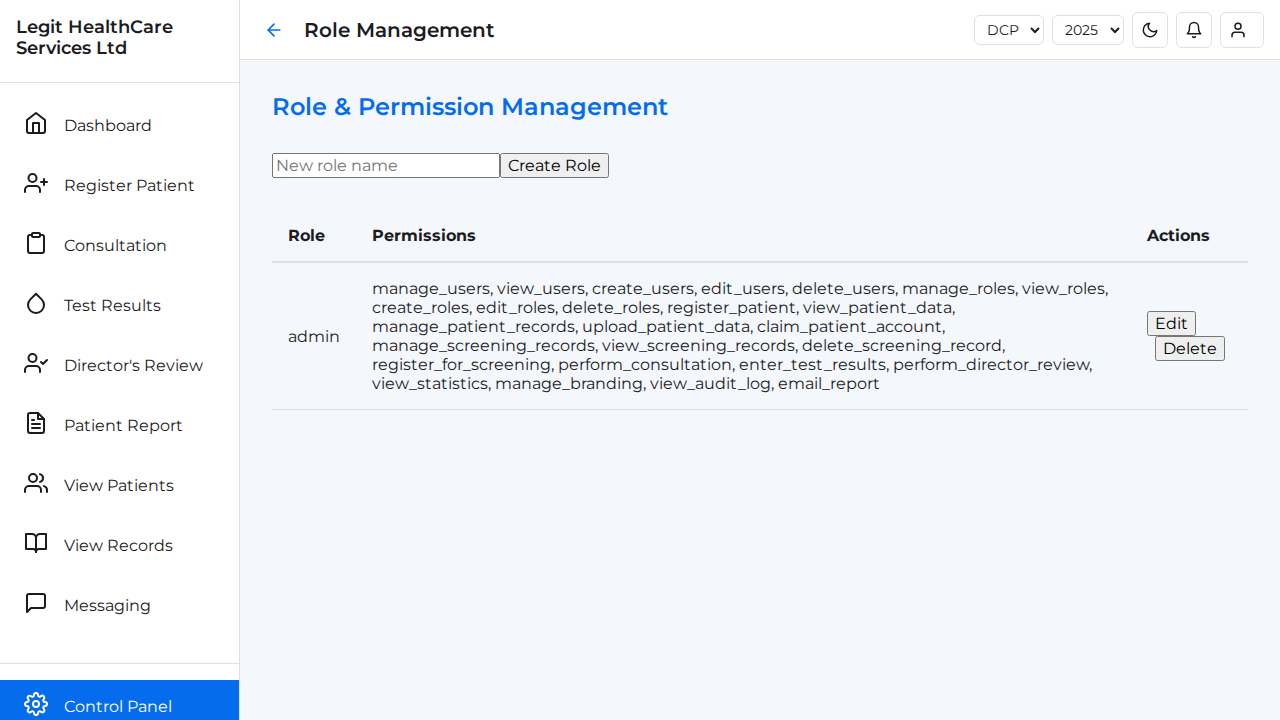 Legit HealthCare
Services Ltd
Role Management
DCP
2025
Dashboard
Register Patient
Consultation
Test Results
Director's Review
Patient Report
View Patients
View Records
Messaging
Control Panel
Role & Permission Management
New role name
Create Role
Role
Permissions
Actions
admin
manage_users, view_users, create_users, edit_users, delete_users, manage_roles, view_roles,
create_roles, edit_roles, delete_roles, register_patient, view_patient_data,
manage_patient_records, upload_patient_data, claim_patient_account,
manage_screening_records, view_screening_records, delete_screening_record,
register_for_screening, perform_consultation, enter_test_results, perform_director_review,
view_statistics, manage_branding, view_audit_log, email_report
Edit
Delete